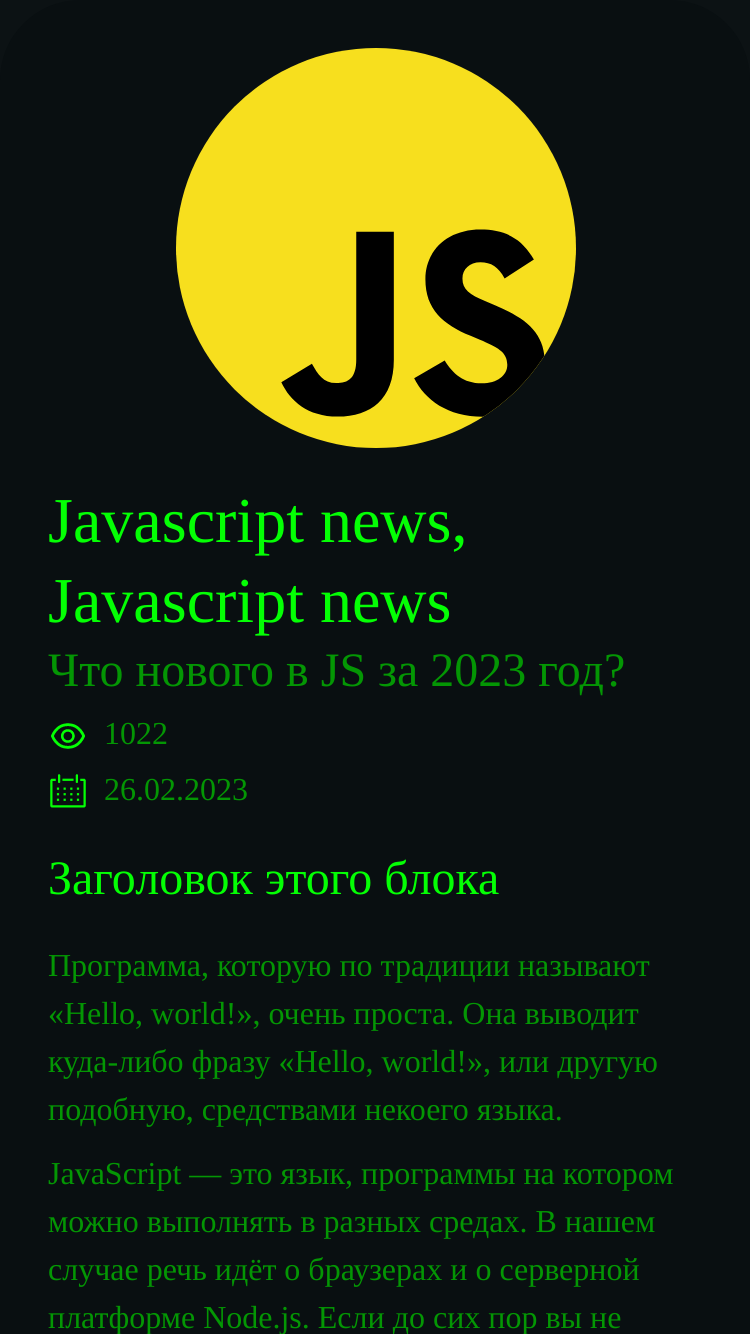 JS
Javascript news,
Javascript news
Что нового в JS за 2023 год?
1022
26.02.2023
Заголовок этого блока
Программа, которую по традиции называют
«Hello, world!», очень проста. Она выводит
куда-либо фразу «Hello, world!», или другую
подобную, средствами некоего языка.
JavaScript — это язык, программы на котором
можно выполнять в разных средах. В нашем
случае речь идёт о браузерах и о серверной
платформе Node.js. Если до сих пор вы не